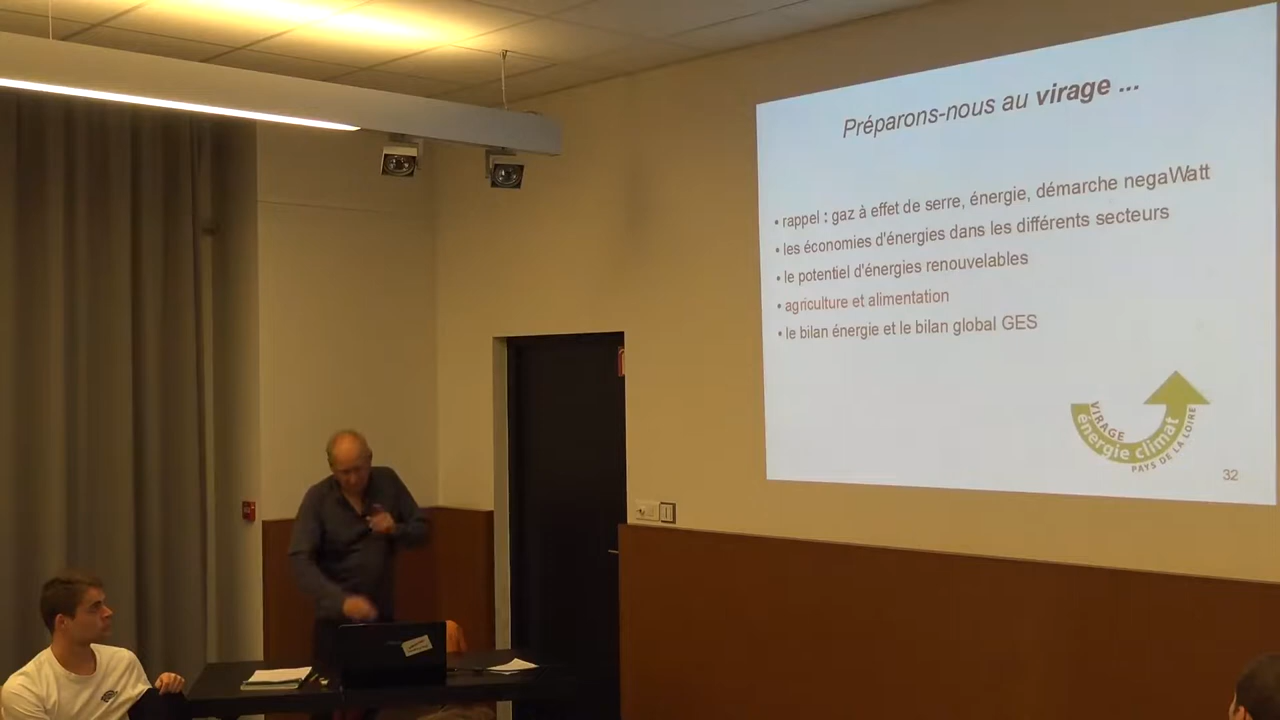 Préparons-nous au virage ...
• rappel : gaz à effet de serre, énergie, démarche negaWatt
• les économies d'énergies dans les différents secteurs
• le potentiel d'énergies renouvelables
• agriculture et alimentation
• le bilan énergie et le bilan global GES
VIRAGE
énergie climat
PAYS DE LA LOIRE
32